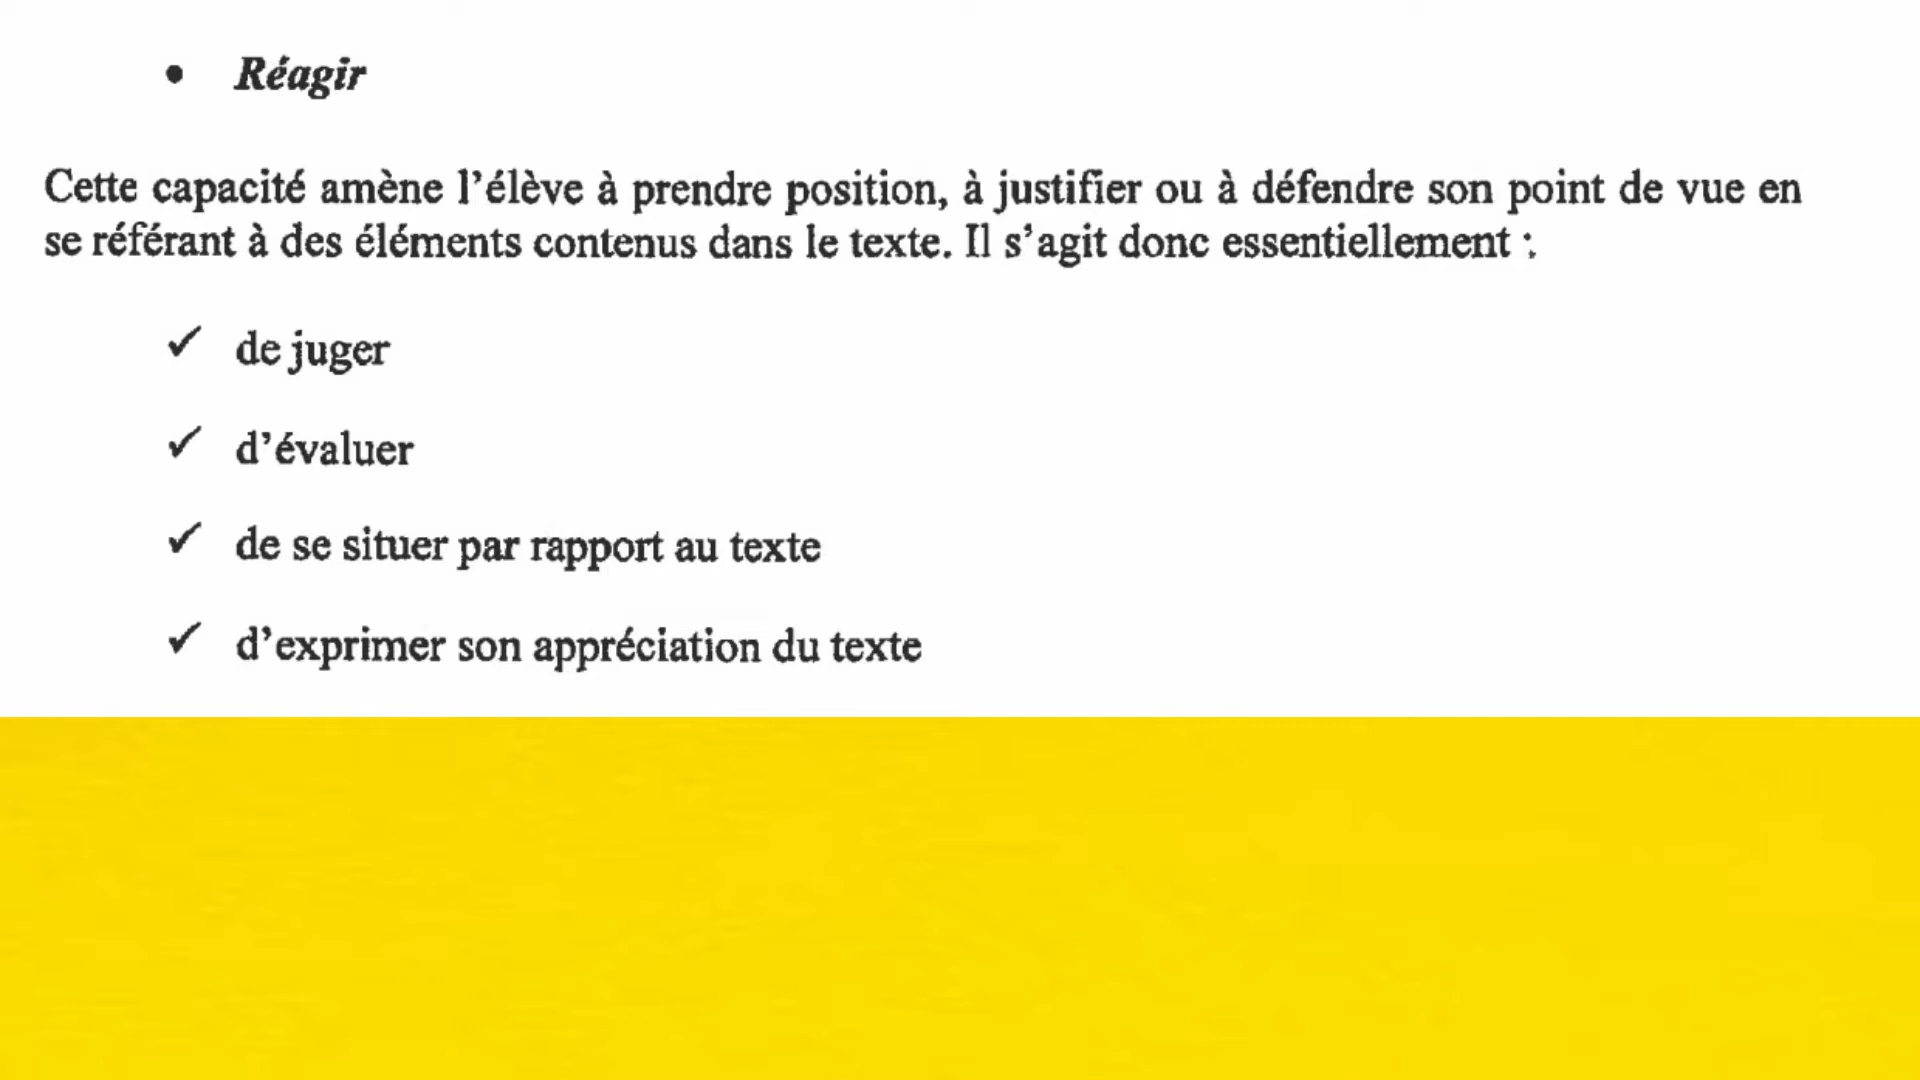 • Réagir
Cette capacité amène l'élève à prendre position, à justifier ou à défendre son point de vue en
se référant à des éléments contenus dans le texte. Il s'agit donc essentiellement :
✓ de juger
✓ d'évaluer
✓ de se situer par rapport au texte
✓ d'exprimer son appréciation du texte